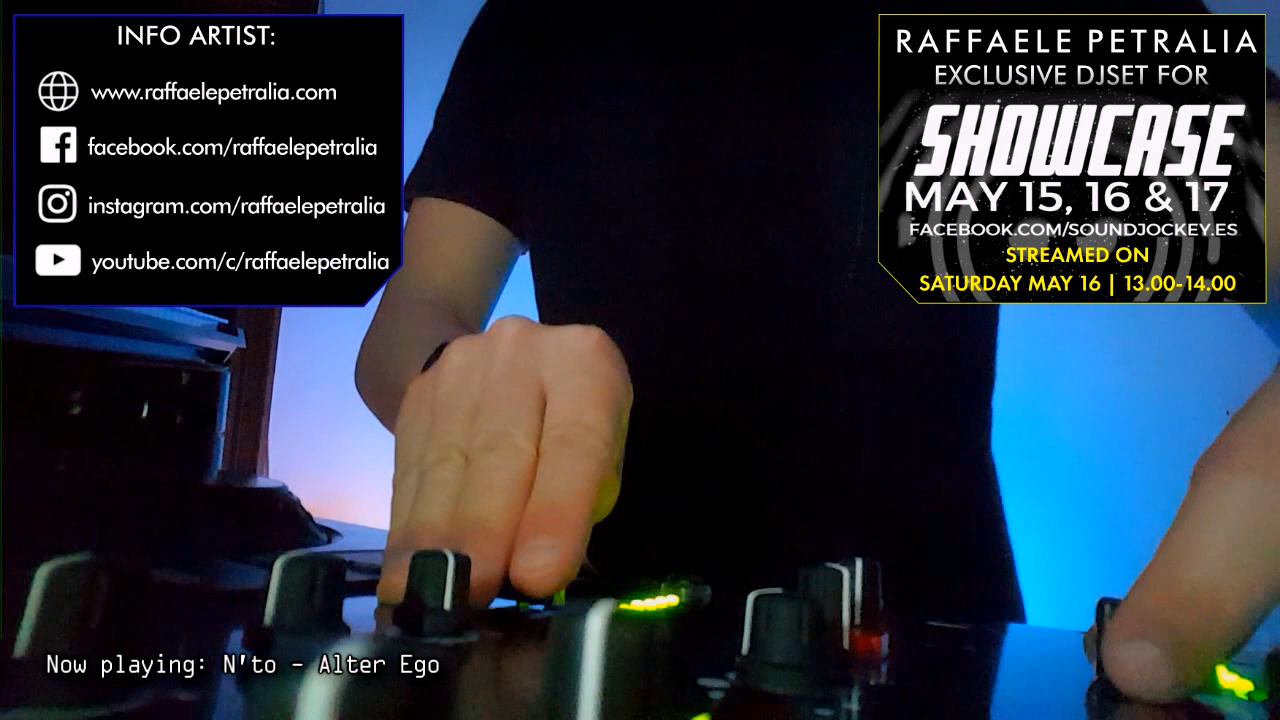 INFO ARTIST:
www.raffaelepetralia.com
facebook.com/raffaelepetralia
instagram.com/raffaelepetralia
youtube.com/c/raffaelepetralia
RAFFAELE PETRALIA
EXCLUSIVE DJSET FOR
SHOWCASE
MAY 15, 16 & 17
FACEBOOK.COM/SOUNDJOCKEY.ES
STREAMED ON
SATURDAY MAY 16 | 13.00-14.00
Now playing: N'to - Alter Ego